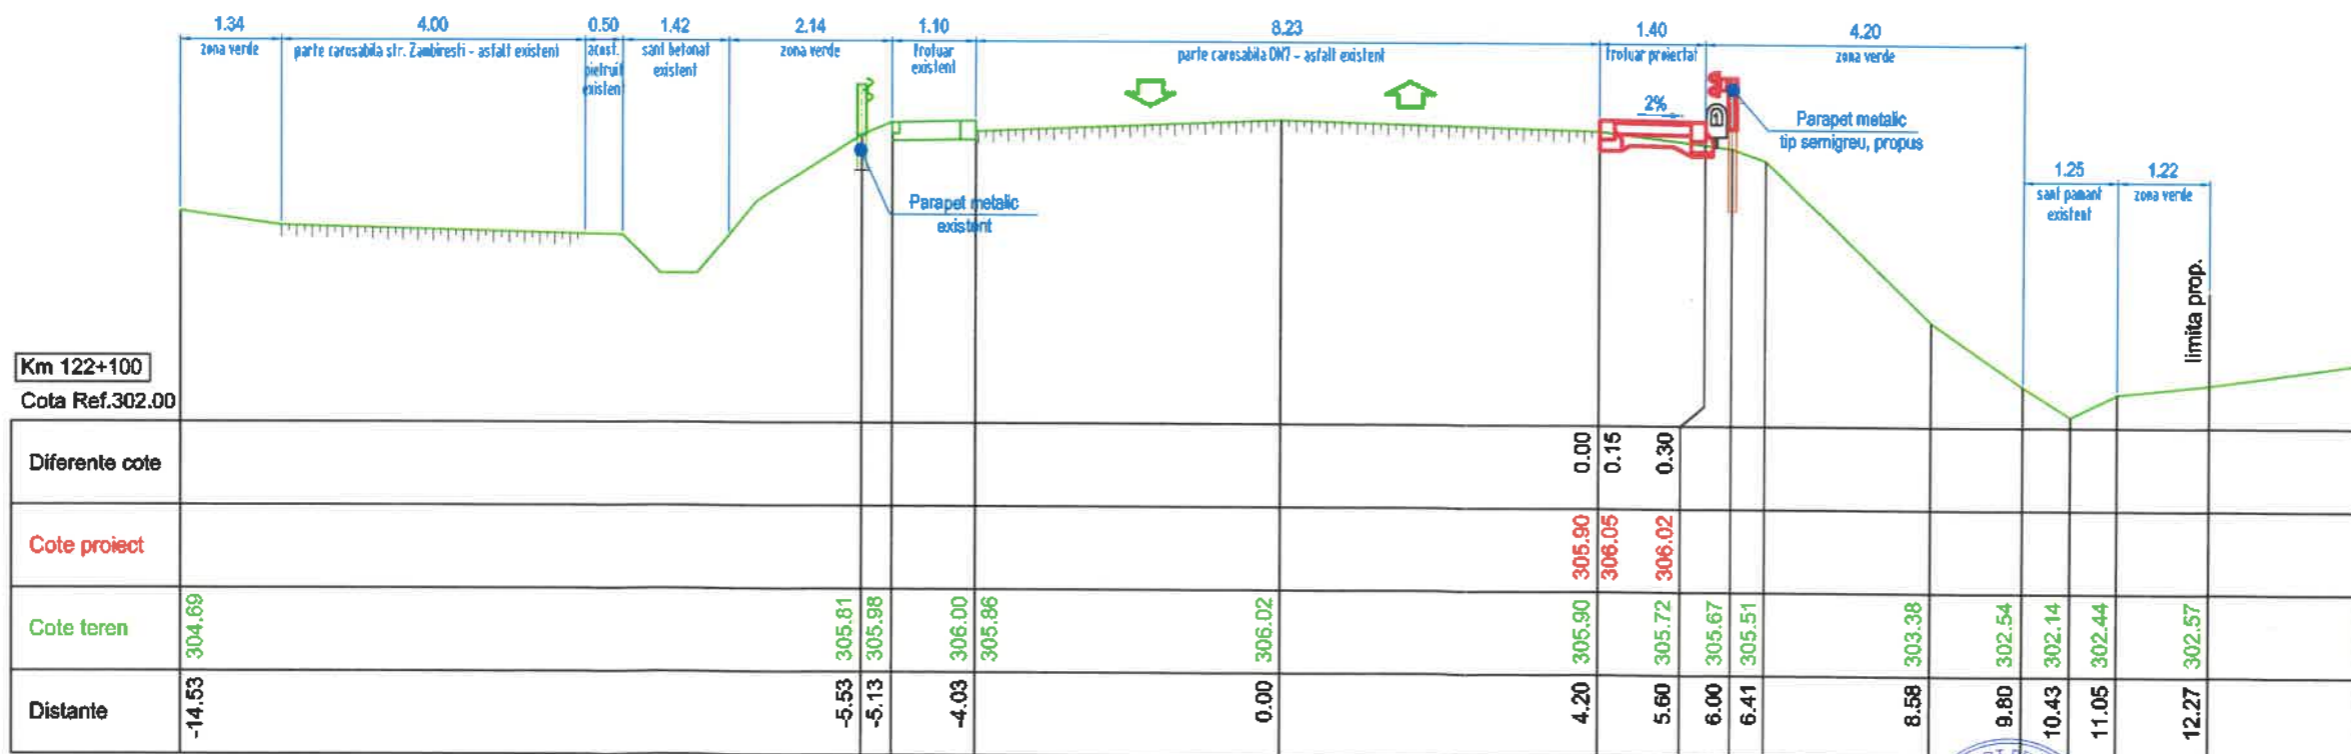 1.34 4.00 0.50 1.42 2.14 1.10 8.23 1.40 4.20
zona verde
parte carosabila str. Zambiresti - asfalt existent
acost.
pietruit
existent
sant betonat
existent
zona verde
trotuar
existent
parte carosabila DN7 - asfalt existent
trotuar proiectat
zona verde
2%
Parapet metalic
tip semigreu, propus
1.25 1.22
sant pamant
existent
zona verde
Parapet metalic
existent
limita prop.
Km 122+100
Cota Ref.302.00
Diferente cote 0.00 0.15 0.30
Cote proiect 305.90 306.05 306.02
Cote teren 304.69 305.81 305.98 306.00 305.86 306.02 305.90 305.72 305.67 305.51 303.38 302.54 302.14 302.44 302.57
Distante -14.53 -5.53 -5.13 -4.03 0.00 4.20 5.60 6.00 6.41 8.58 9.80 10.43 11.05 12.27